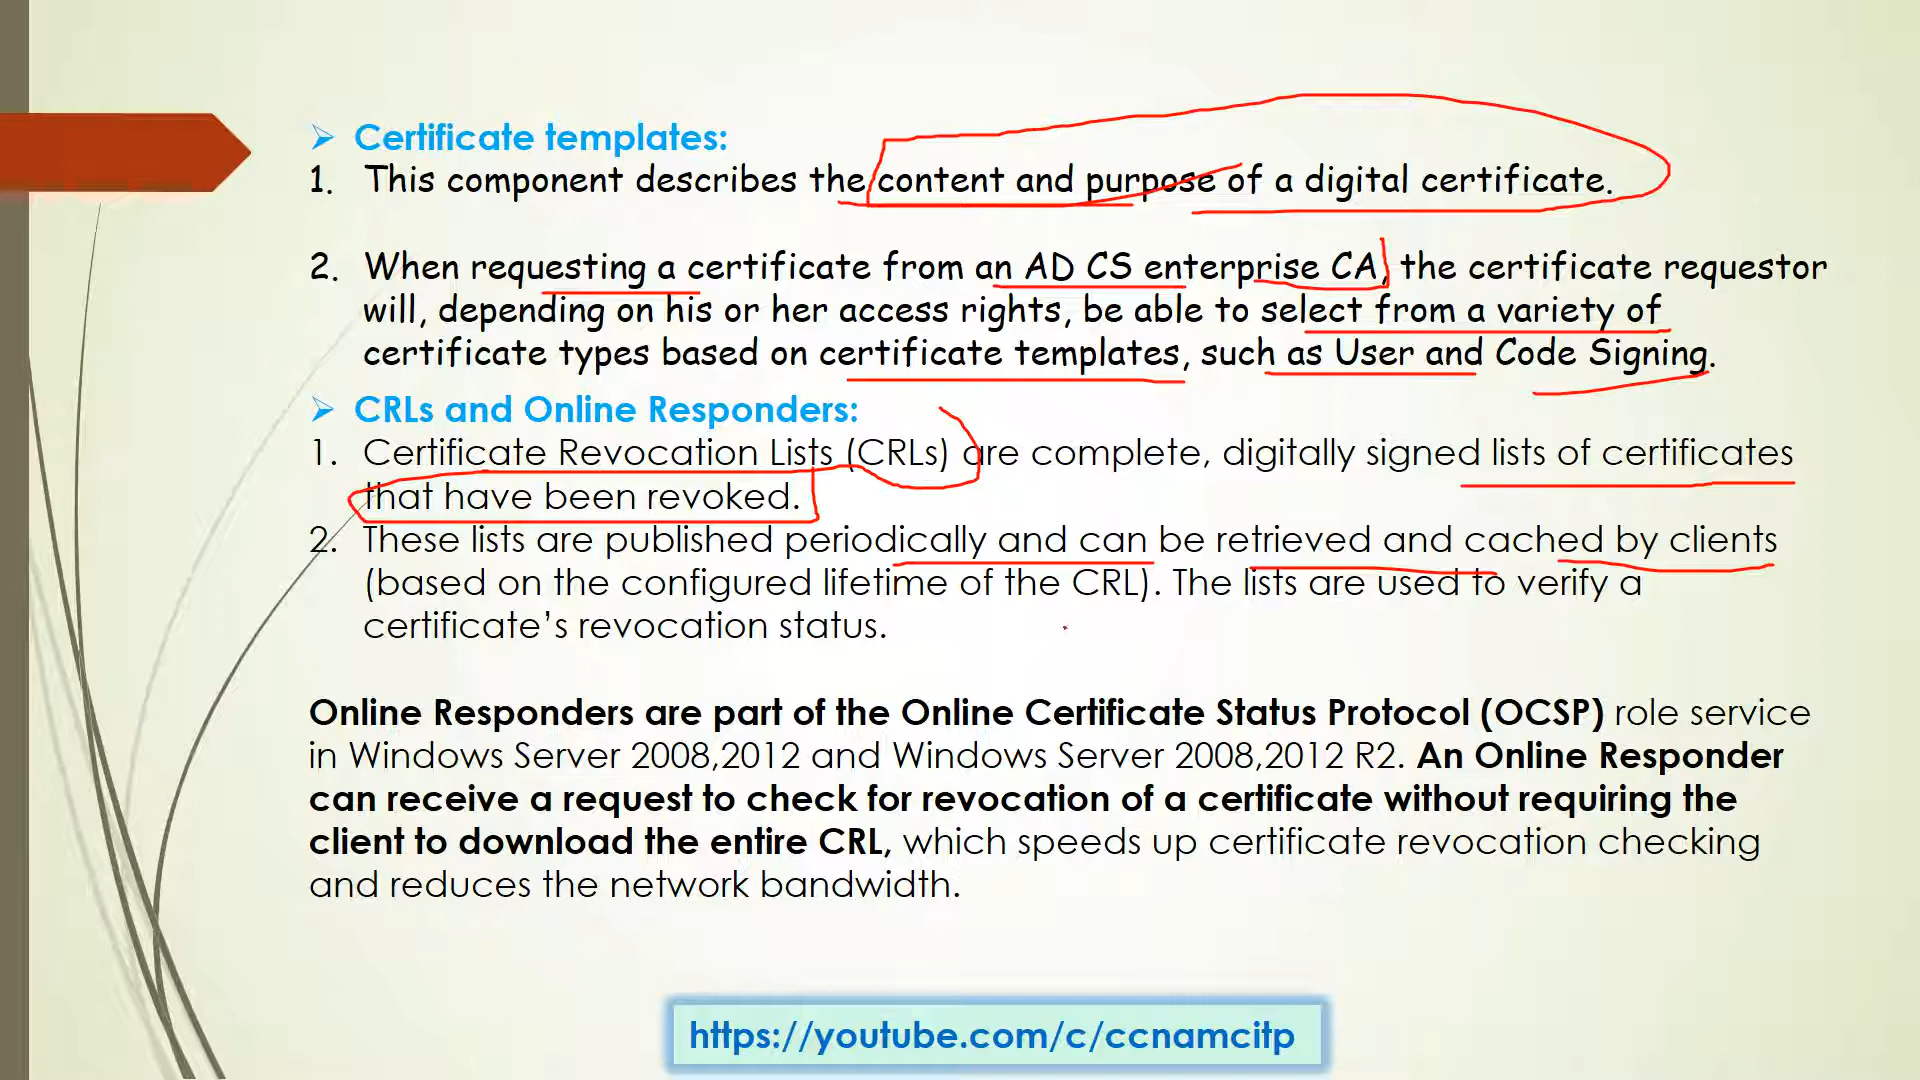 Certificate templates:
1. This component describes the content and purpose of a digital certificate.
2. When requesting a certificate from an AD CS enterprise CA, the certificate requestor
will, depending on his or her access rights, be able to select from a variety of
certificate types based on certificate templates, such as User and Code Signing.
CRLs and Online Responders:
1. Certificate Revocation Lists (CRLs) are complete, digitally signed lists of certificates
that have been revoked.
2. These lists are published periodically and can be retrieved and cached by clients
(based on the configured lifetime of the CRL). The lists are used to verify a
certificate’s revocation status.
Online Responders are part of the Online Certificate Status Protocol (OCSP) role service
in Windows Server 2008,2012 and Windows Server 2008,2012 R2. An Online Responder
can receive a request to check for revocation of a certificate without requiring the
client to download the entire CRL, which speeds up certificate revocation checking
and reduces the network bandwidth.
https://youtube.com/c/ccnamcitp